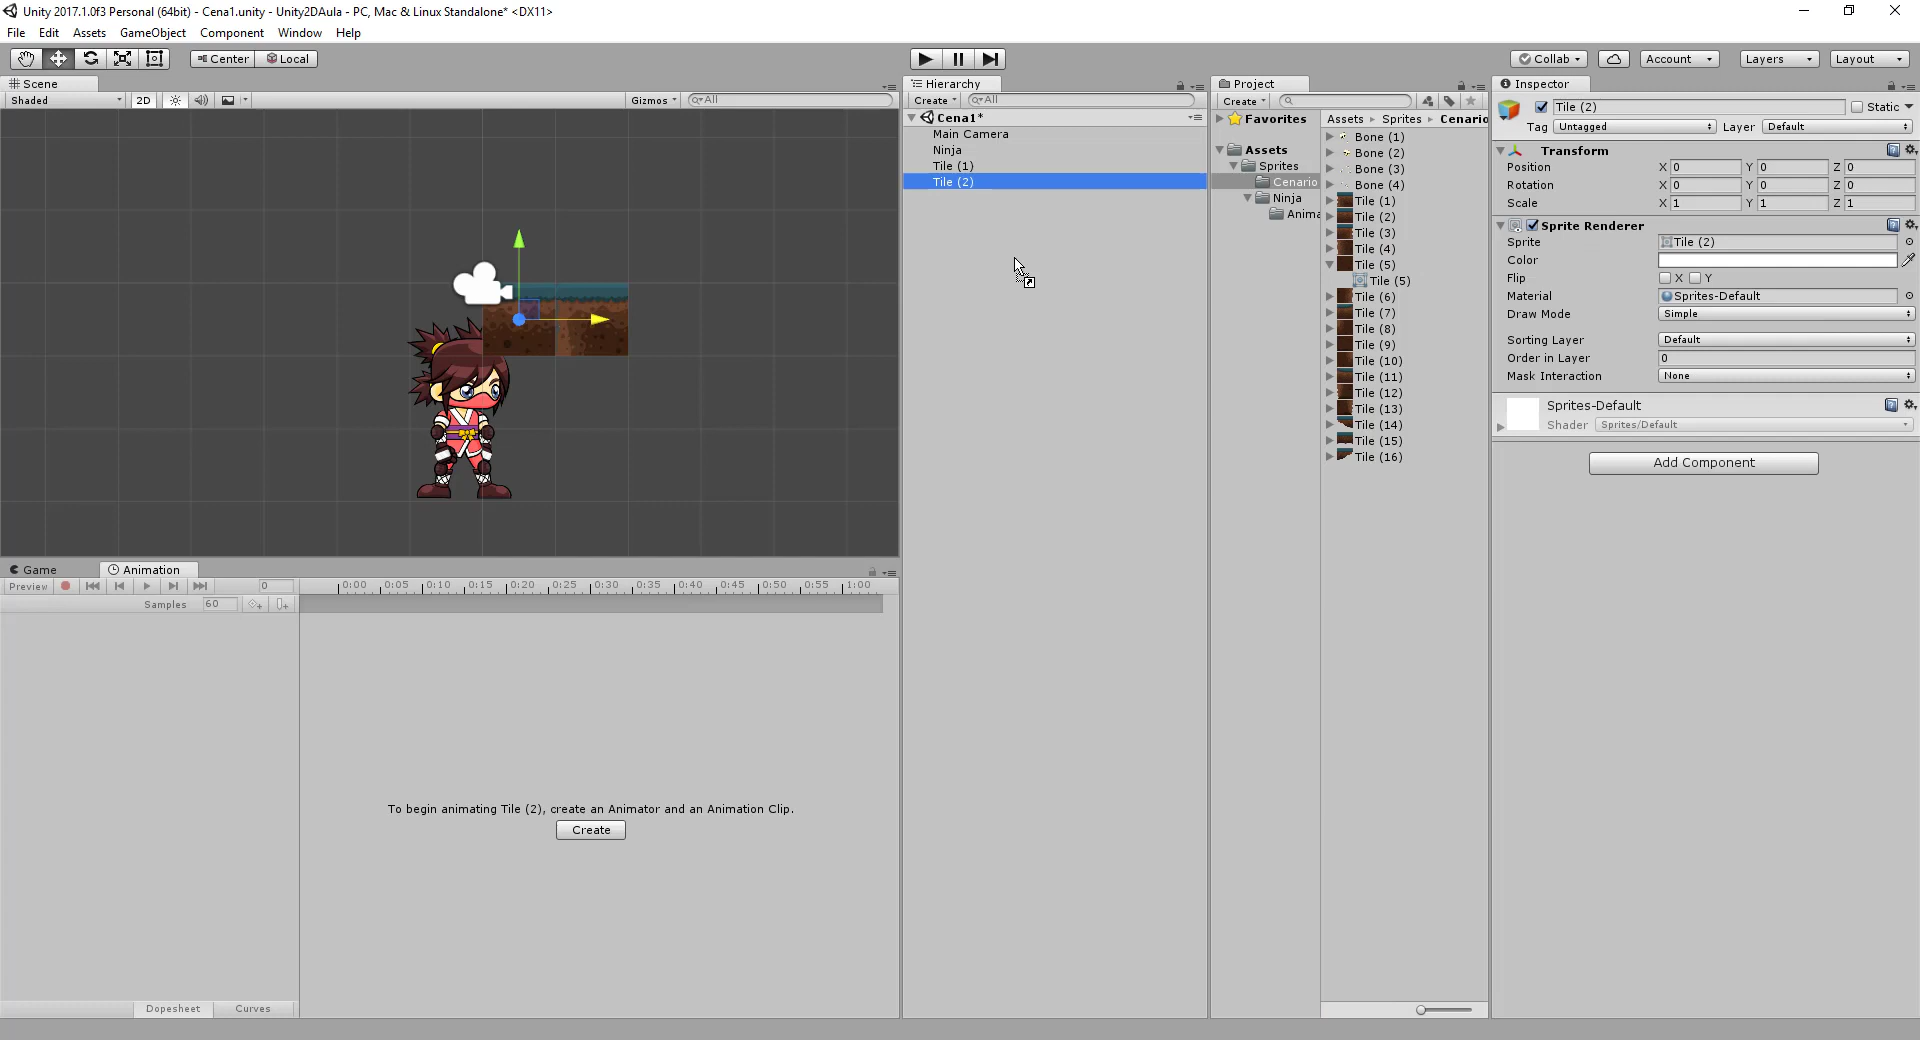 Unity 2017.1.0f3 Personal (64bit) - Cena1.unity - Unity2DAula - PC, Mac & Linux Standalone* <DX11>
File Edit Assets GameObject Component Window Help
Center Local Collab Account Layers Layout
Scene
Shaded 2D Gizmos All
Hierarchy
Create All
Cena1*
Main Camera
Ninja
Tile (1)
Tile (2)
Project
Create
Favorites
Assets
Sprites
Cenario
Ninja
Anima
Assets Sprites Cenario
Bone (1)
Bone (2)
Bone (3)
Bone (4)
Tile (1)
Tile (2)
Tile (3)
Tile (4)
Tile (5)
Tile (5)
Tile (6)
Tile (7)
Tile (8)
Tile (9)
Tile (10)
Tile (11)
Tile (12)
Tile (13)
Tile (14)
Tile (15)
Tile (16)
Inspector
Tile (2) Static
Tag Untagged Layer Default
Transform
Position X 0 Y 0 Z 0
Rotation X 0 Y 0 Z 0
Scale X 1 Y 1 Z 1
Sprite Renderer
Sprite Tile (2)
Color
Flip X Y
Material Sprites-Default
Draw Mode Simple
Sorting Layer Default
Order in Layer 0
Mask Interaction None
Sprites-Default
Shader Sprites/Default
Add Component
Game Animation
Preview 0 0:00 0:05 0:10 0:15 0:20 0:25 0:30 0:35 0:40 0:45 0:50 0:55 1:00
Samples 60
To begin animating Tile (2), create an Animator and an Animation Clip.
Create
Dopesheet Curves